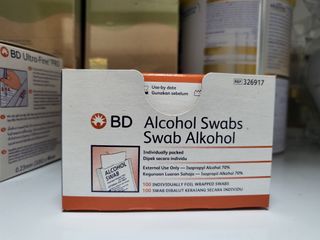 BD Ultra-Fine PRO
Use by date
Gunakan sebelum
REF: 326917
BD
Alcohol Swabs
Swab Alkohol
Individually packed
Dipek secara individu
External Use Only — Isopropyl Alcohol 70%
Kegunaan Luaran Sahaja — Isopropyl Alkohol 70%
100 INDIVIDUALLY FOIL WRAPPED SWABS
100 SWAB DIBALUT KERAJANG SECARA INDIVIDU
ALCOHOL
SWAB